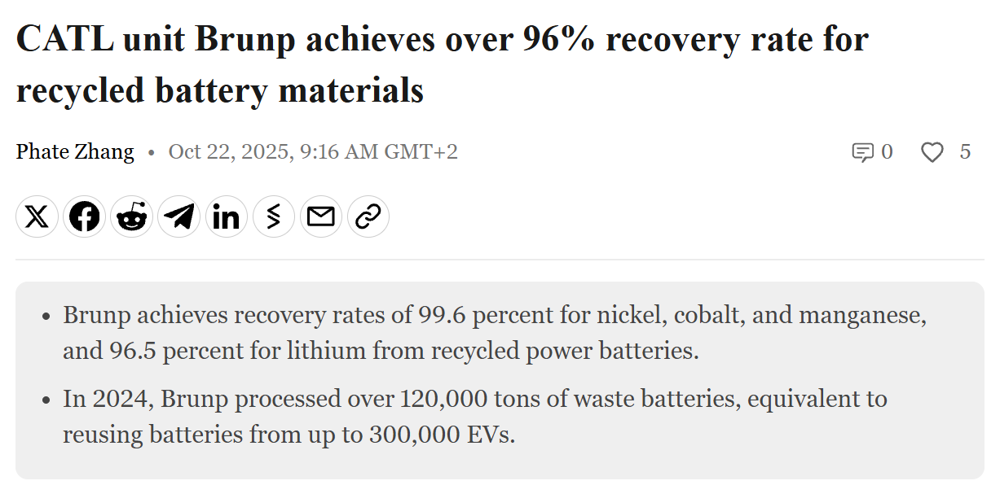 CATL unit Brunp achieves over 96% recovery rate for
recycled battery materials
Phate Zhang • Oct 22, 2025, 9:16 AM GMT+2 0 5
• Brunp achieves recovery rates of 99.6 percent for nickel, cobalt, and manganese,
and 96.5 percent for lithium from recycled power batteries.
• In 2024, Brunp processed over 120,000 tons of waste batteries, equivalent to
reusing batteries from up to 300,000 EVs.